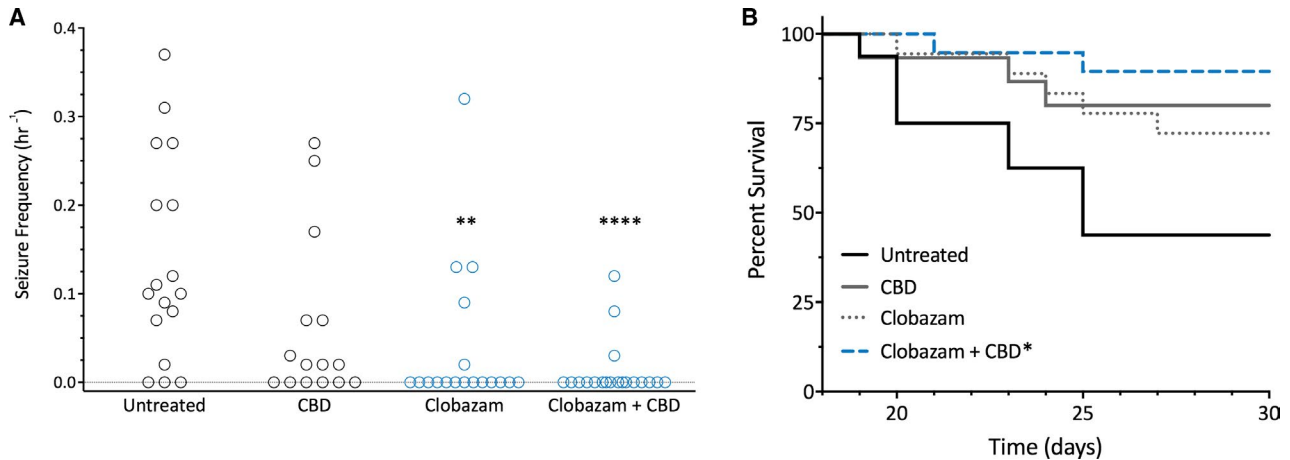 A
Seizure Frequency (hr⁻¹)
0.4
0.3
0.2
0.1
0.0
**
****
Untreated
CBD
Clobazam
Clobazam + CBD
B
Percent Survival
100
75
50
25
0
Untreated
CBD
Clobazam
Clobazam + CBD*
20
25
30
Time (days)